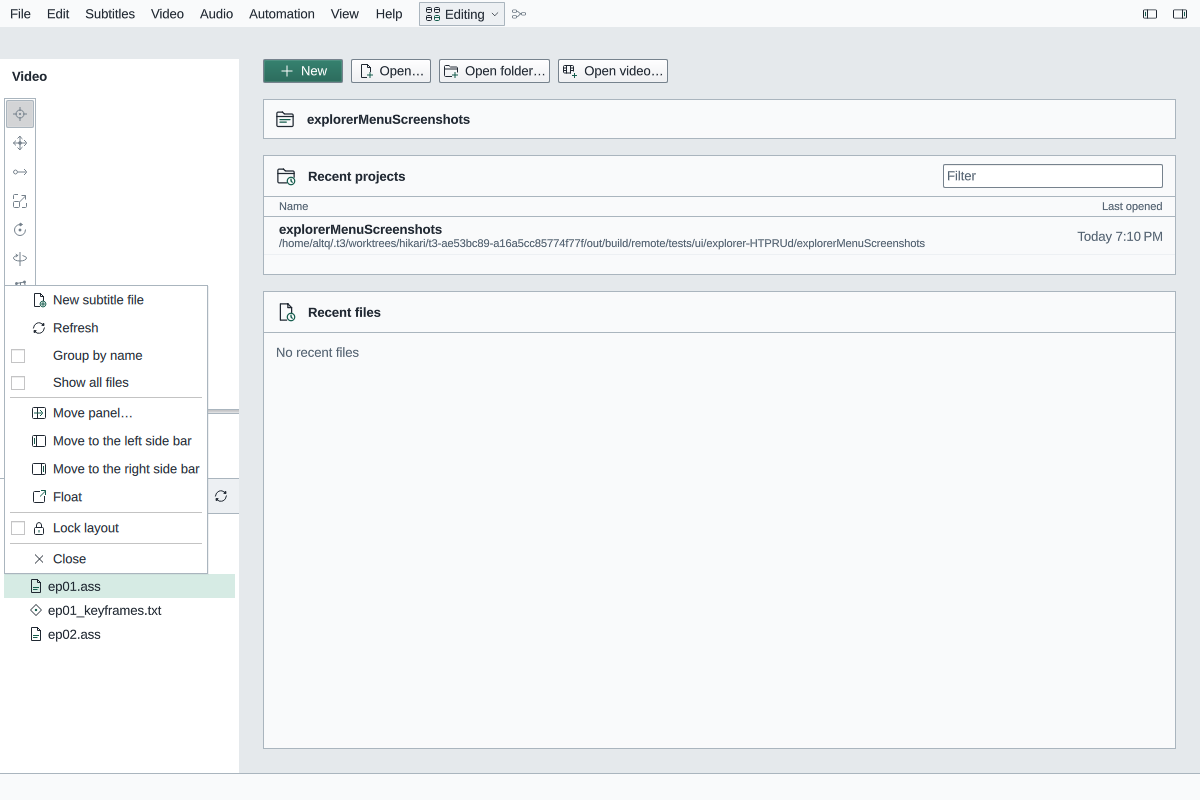 File Edit Subtitles Video Audio Automation View Help Editing
Video
New Open… Open folder… Open video…
explorerMenuScreenshots
Recent projects Filter
Name Last opened
explorerMenuScreenshots
/home/altq/.t3/worktrees/hikari/t3-ae53bc89-a16a5cc85774f77f/out/build/remote/tests/ui/explorer-HTPRUd/explorerMenuScreenshots
Today 7:10 PM
Recent files
No recent files
New subtitle file
Refresh
Group by name
Show all files
Move panel…
Move to the left side bar
Move to the right side bar
Float
Lock layout
Close
ep01.ass
ep01_keyframes.txt
ep02.ass